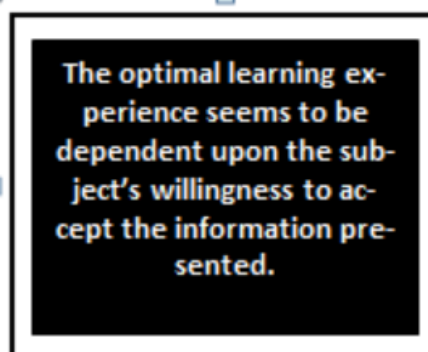 The optimal learning ex-
perience seems to be
dependent upon the sub-
ject’s willingness to ac-
cept the information pre-
sented.